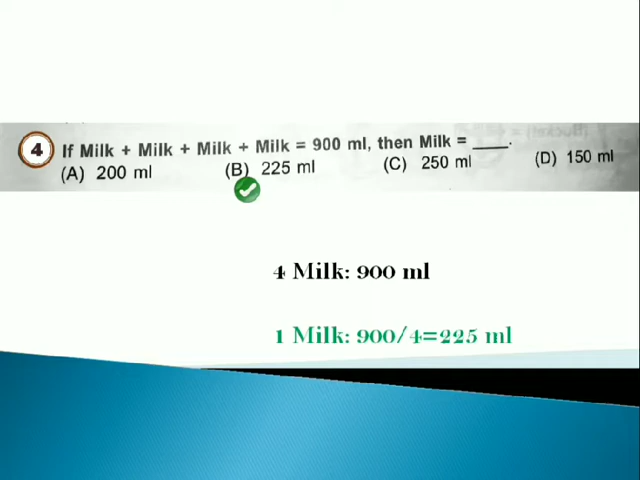 4 If Milk + Milk + Milk + Milk = 900 ml, then Milk = ____.
(A) 200 ml (B) 225 ml (C) 250 ml (D) 150 ml
4 Milk: 900 ml
1 Milk: 900/4=225 ml